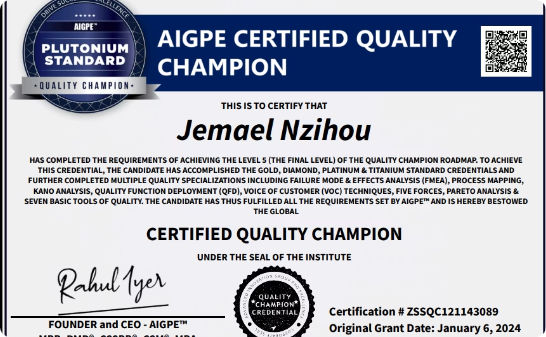 DRIVE SUCCESS EXCELLENCE
AIGPE™
PLUTONIUM
STANDARD
QUALITY CHAMPION
AIGPE CERTIFIED QUALITY
CHAMPION
THIS IS TO CERTIFY THAT
Jemael Nzihou
HAS COMPLETED THE REQUIREMENTS OF ACHIEVING THE LEVEL 5 (THE FINAL LEVEL) OF THE QUALITY CHAMPION ROADMAP. TO ACHIEVE
THIS CREDENTIAL, THE CANDIDATE HAS ACCOMPLISHED THE GOLD, DIAMOND, PLATINUM & TITANIUM STANDARD CREDENTIALS AND
FURTHER COMPLETED MULTIPLE QUALITY SPECIALIZATIONS INCLUDING FAILURE MODE & EFFECTS ANALYSIS (FMEA), PROCESS MAPPING,
KANO ANALYSIS, QUALITY FUNCTION DEPLOYMENT (QFD), VOICE OF CUSTOMER (VOC) TECHNIQUES, FIVE FORCES, PARETO ANALYSIS &
SEVEN BASIC TOOLS OF QUALITY. THE CANDIDATE HAS THUS FULFILLED ALL THE REQUIREMENTS SET BY AIGPE™ AND IS HEREBY BESTOWED
THE GLOBAL
CERTIFIED QUALITY CHAMPION
UNDER THE SEAL OF THE INSTITUTE
Rahul Iyer
FOUNDER and CEO - AIGPE™
QUALITY
CHAMPION
CREDENTIAL
Certification # ZSSQC121143089
Original Grant Date: January 6, 2024